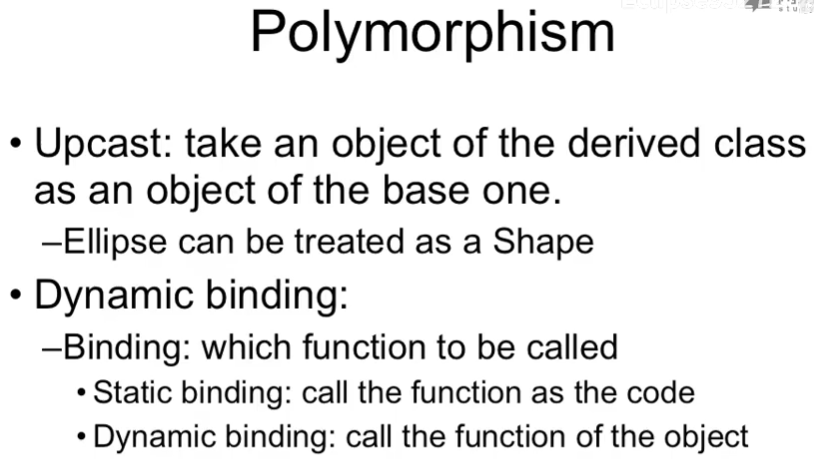 Polymorphism
• Upcast: take an object of the derived class
as an object of the base one.
–Ellipse can be treated as a Shape
• Dynamic binding:
–Binding: which function to be called
• Static binding: call the function as the code
• Dynamic binding: call the function of the object